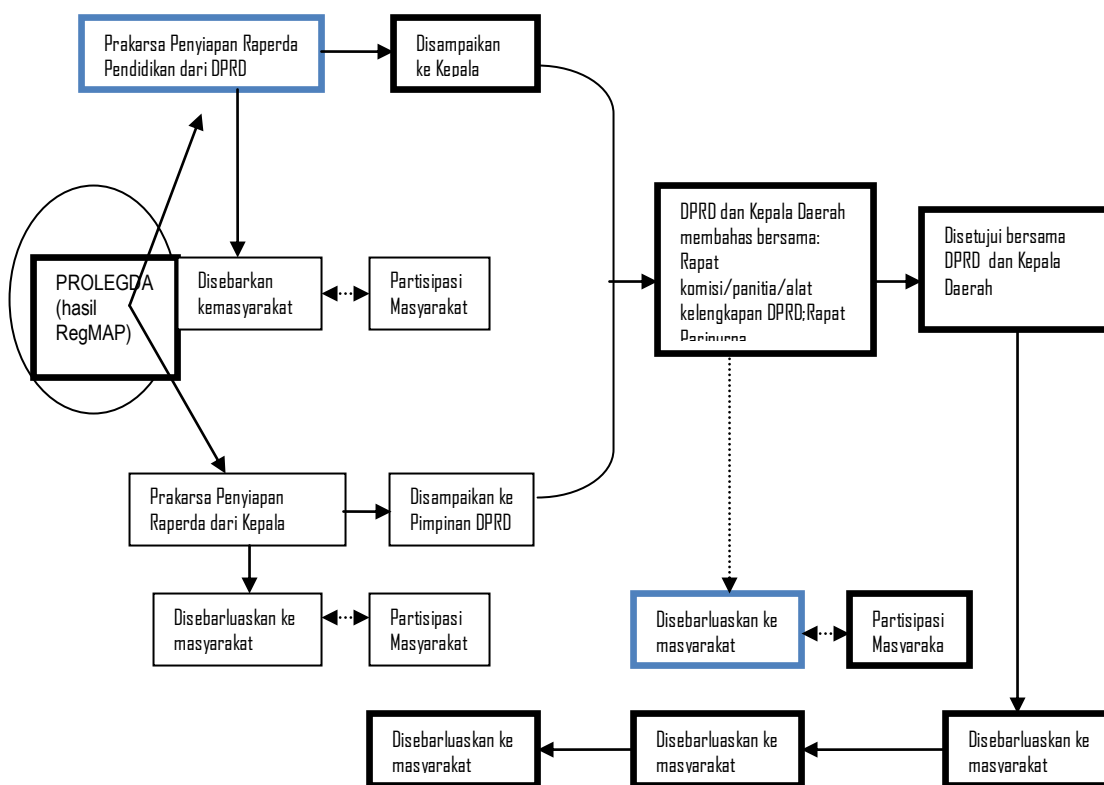 Prakarsa Penyiapan Raperda
Pendidikan dari DPRD
Disampaikan
ke Kepala
PROLEGDA
(hasil
RegMAP)
Disebarkan
kemasyarakat
Partisipasi
Masyarakat
DPRD dan Kepala Daerah
membahas bersama:
Rapat
komisi/panitia/alat
kelengkapan DPRD;Rapat
Paripurna
Disetujui bersama
DPRD dan Kepala
Daerah
Prakarsa Penyiapan
Raperda dari Kepala
Disampaikan ke
Pimpinan DPRD
Disebarluaskan ke
masyarakat
Partisipasi
Masyarakat
Disebarluaskan ke
masyarakat
Partisipasi
Masyaraka
Disebarluaskan ke
masyarakat
Disebarluaskan ke
masyarakat
Disebarluaskan ke
masyarakat